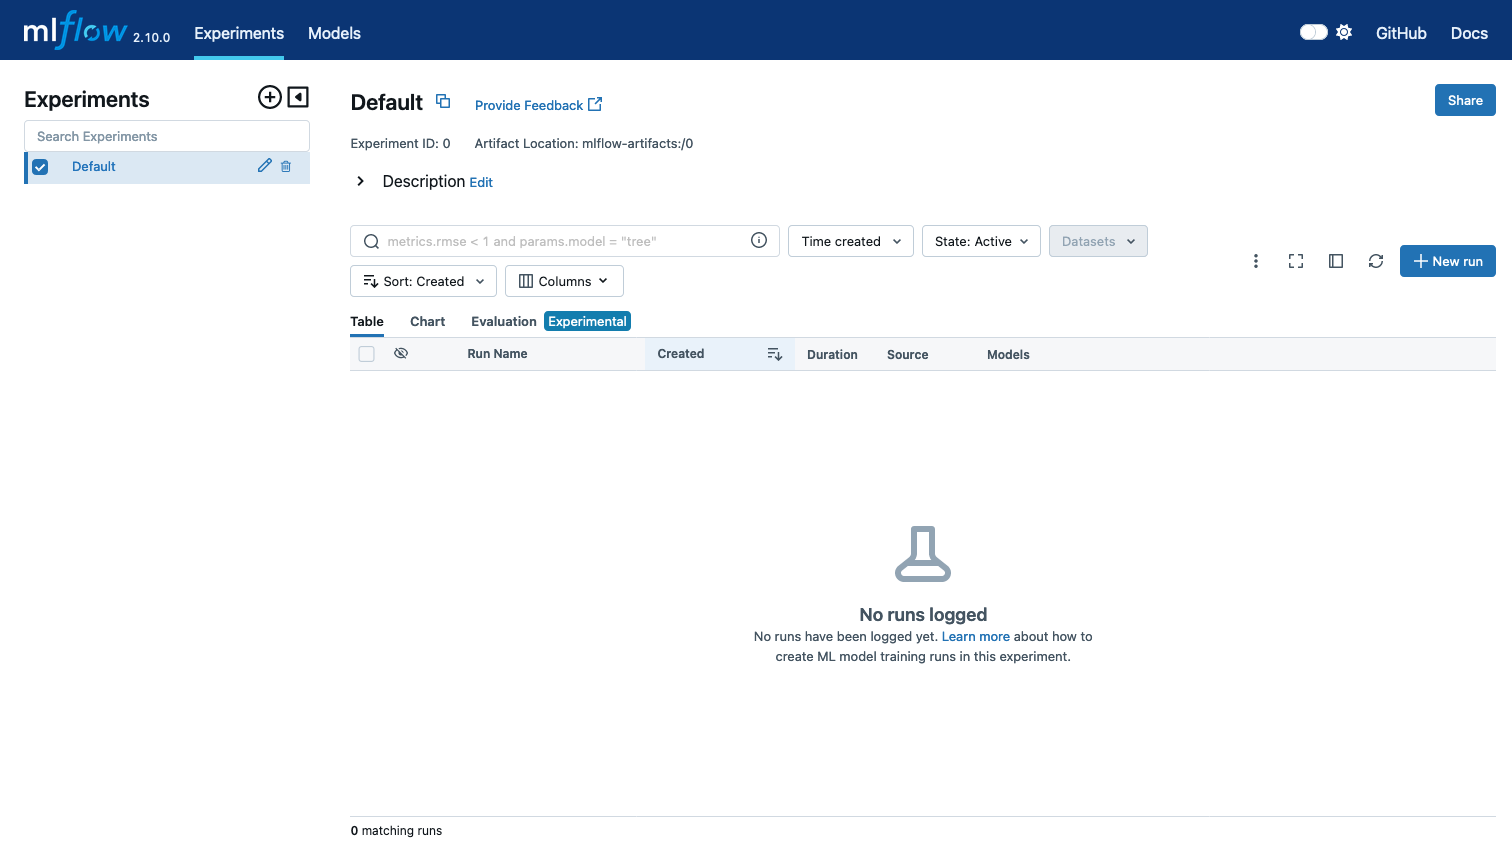 mlflow 2.10.0 Experiments Models GitHub Docs
Experiments
Search Experiments
Default
Default Provide Feedback Share
Experiment ID: 0 Artifact Location: mlflow-artifacts:/0
Description Edit
metrics.rmse < 1 and params.model = "tree" Time created State: Active Datasets
Sort: Created Columns
New run
Table Chart Evaluation Experimental
Run Name Created Duration Source Models
No runs logged
No runs have been logged yet. Learn more about how to
create ML model training runs in this experiment.
0 matching runs